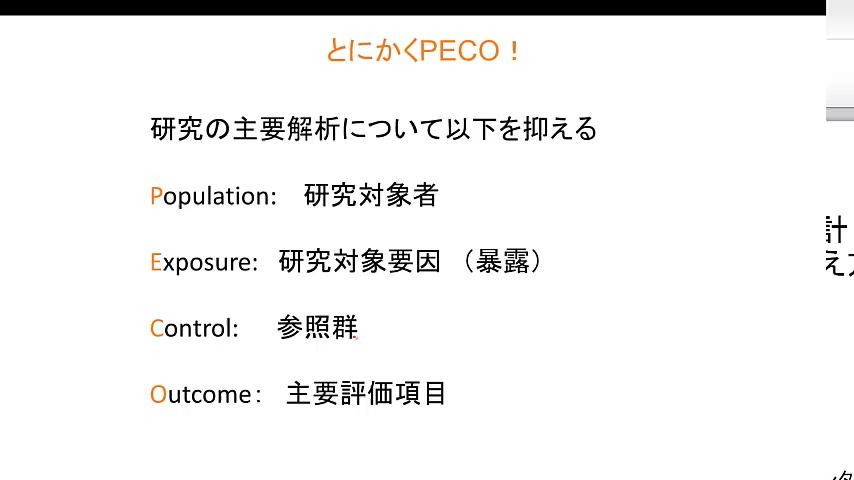 とにかくPECO！
研究の主要解析について以下を抑える
Population:　研究対象者
Exposure:　研究対象要因　（暴露）
Control:　参照群
Outcome：　主要評価項目
計
え